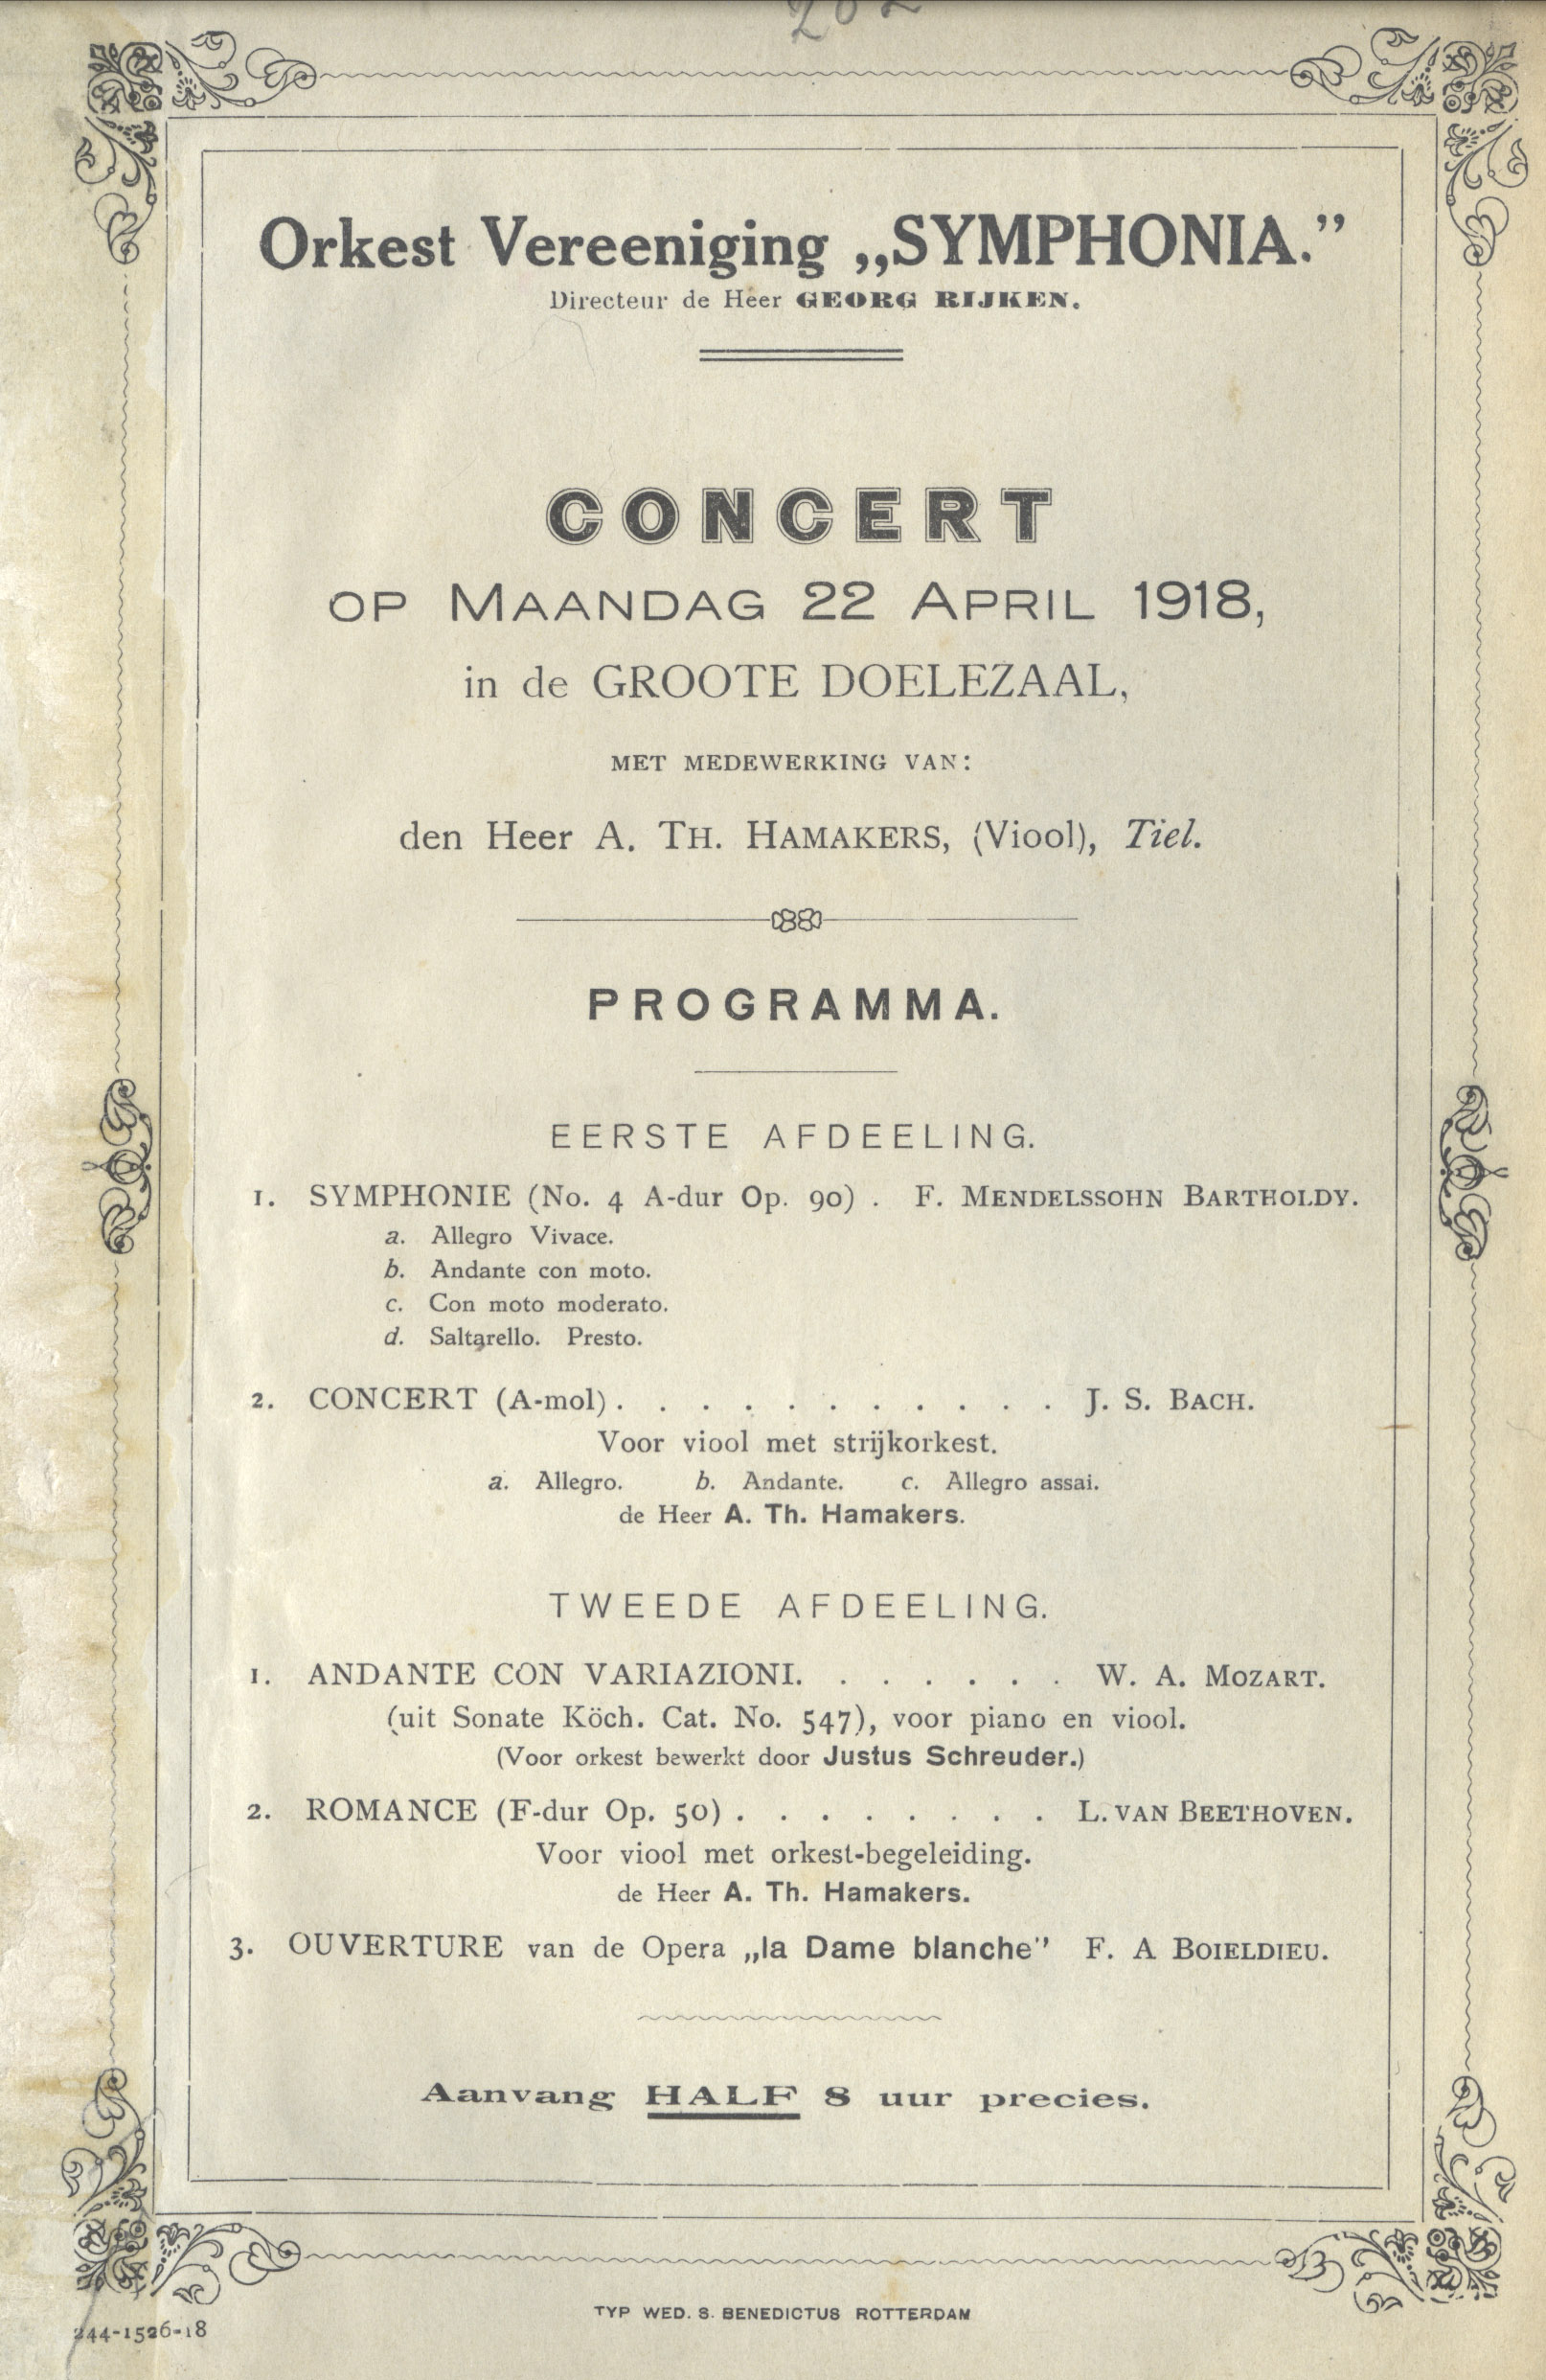 Orkest Vereeniging „SYMPHONIA.”
Directeur de Heer GEORG RIJKEN.
CONCERT
OP MAANDAG 22 APRIL 1918,
in de GROOTE DOELEZAAL,
MET MEDEWERKING VAN:
den Heer A. TH. HAMAKERS, (Viool), Tiel.
PROGRAMMA.
EERSTE AFDEELING.
1. SYMPHONIE (No. 4 A-dur Op. 90) . F. MENDELSSOHN BARTHOLDY.
a. Allegro Vivace.
b. Andante con moto.
c. Con moto moderato.
d. Saltarello. Presto.
2. CONCERT (A-mol) . . . . . . . . . . . J. S. BACH.
Voor viool met strijkorkest.
a. Allegro. b. Andante. c. Allegro assai.
de Heer A. Th. Hamakers.
TWEEDE AFDEELING.
1. ANDANTE CON VARIAZIONI. . . . . . . W. A. MOZART.
(uit Sonate Köch. Cat. No. 547), voor piano en viool.
(Voor orkest bewerkt door Justus Schreuder.)
2. ROMANCE (F-dur Op. 50) . . . . . . . . L. VAN BEETHOVEN.
Voor viool met orkest-begeleiding.
de Heer A. Th. Hamakers.
3. OUVERTURE van de Opera „la Dame blanche” F. A BOIELDIEU.
Aanvang HALF 8 uur precies.
TYP WED. S. BENEDICTUS ROTTERDAM
244-1526-18